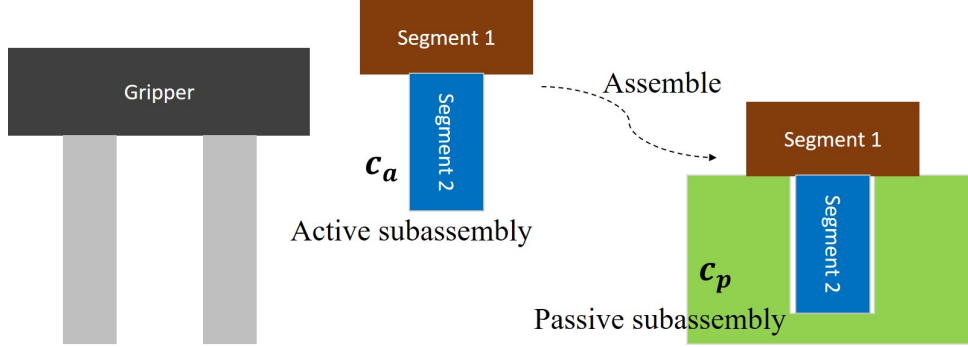 Gripper
Segment 1
Segment 2
c_a
Active subassembly
Assemble
Segment 1
Segment 2
c_p
Passive subassembly